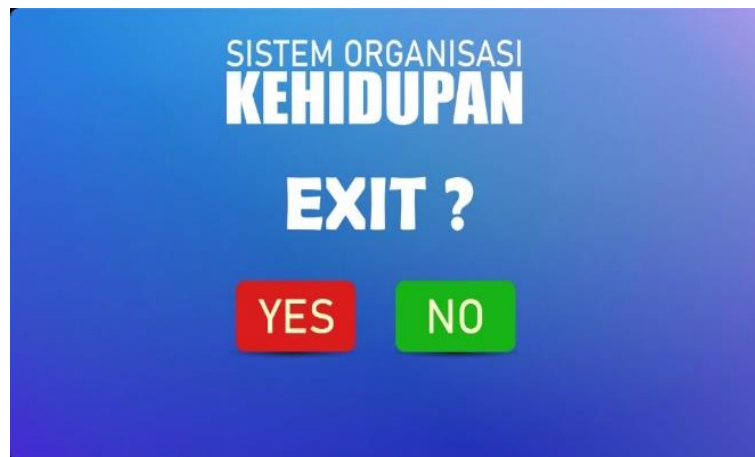 SISTEM ORGANISASI
KEHIDUPAN
EXIT ?
YES NO